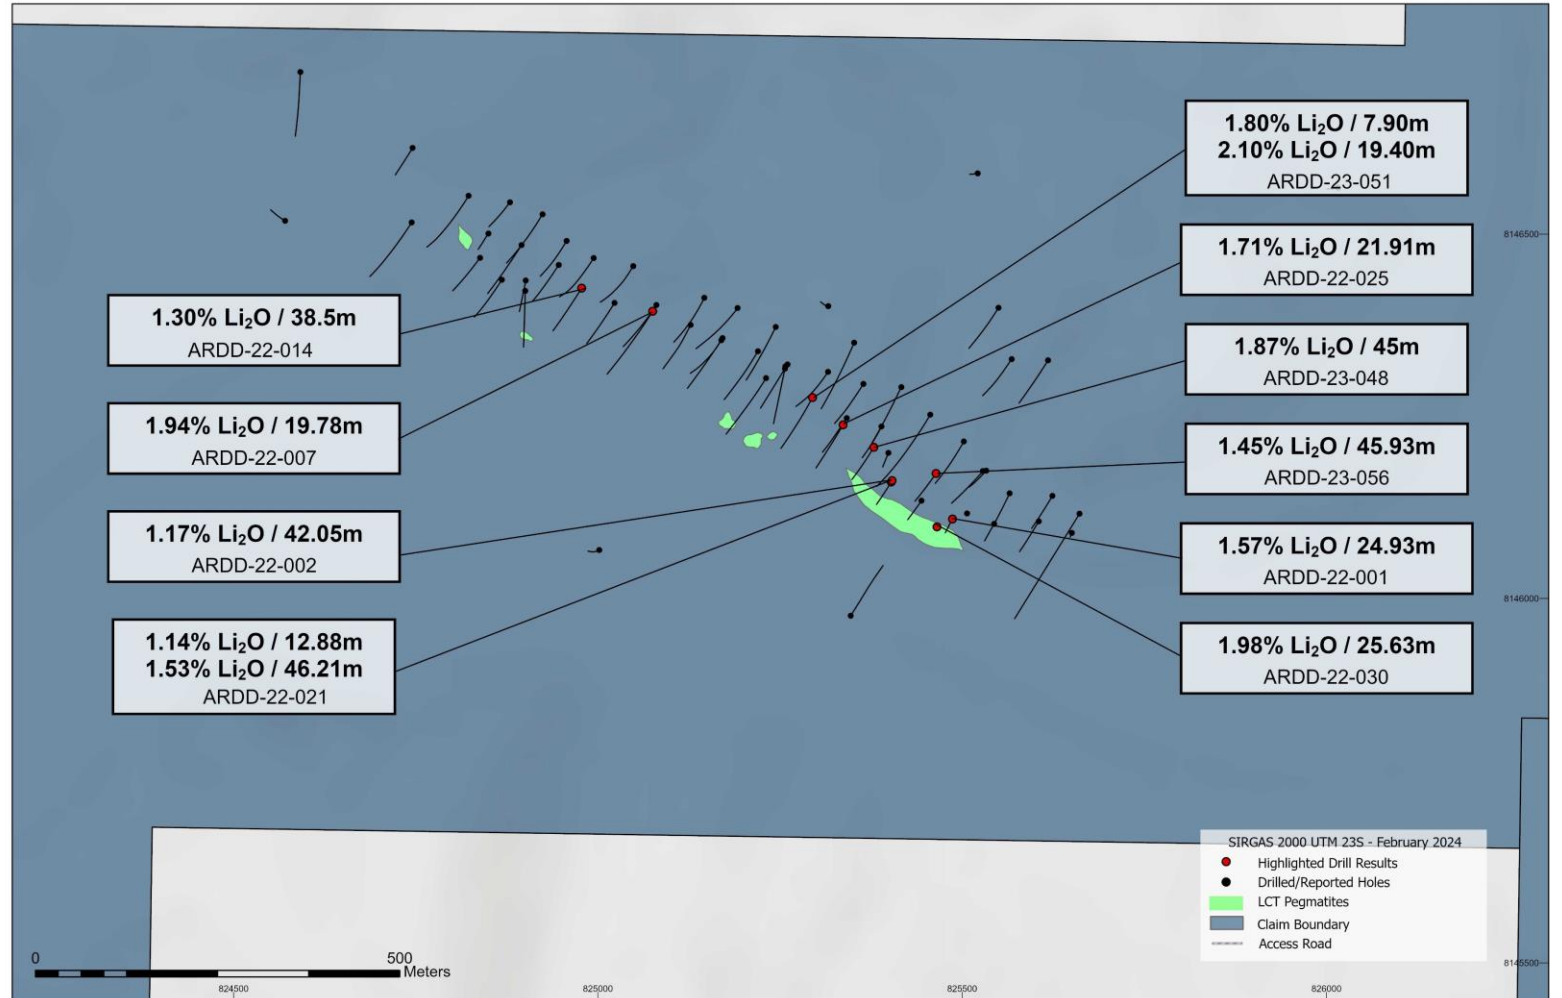 1.80% Li₂O / 7.90m
2.10% Li₂O / 19.40m
ARDD-23-051
1.71% Li₂O / 21.91m
ARDD-22-025
8146500
1.30% Li₂O / 38.5m
ARDD-22-014
1.87% Li₂O / 45m
ARDD-23-048
1.94% Li₂O / 19.78m
ARDD-22-007
1.45% Li₂O / 45.93m
ARDD-23-056
1.17% Li₂O / 42.05m
ARDD-22-002
1.57% Li₂O / 24.93m
ARDD-22-001
8146000
1.14% Li₂O / 12.88m
1.53% Li₂O / 46.21m
ARDD-22-021
1.98% Li₂O / 25.63m
ARDD-22-030
SIRGAS 2000 UTM 23S - February 2024
Highlighted Drill Results
Drilled/Reported Holes
LCT Pegmatites
Claim Boundary
Access Road
0 500
Meters
8145500
824500 825000 825500 826000